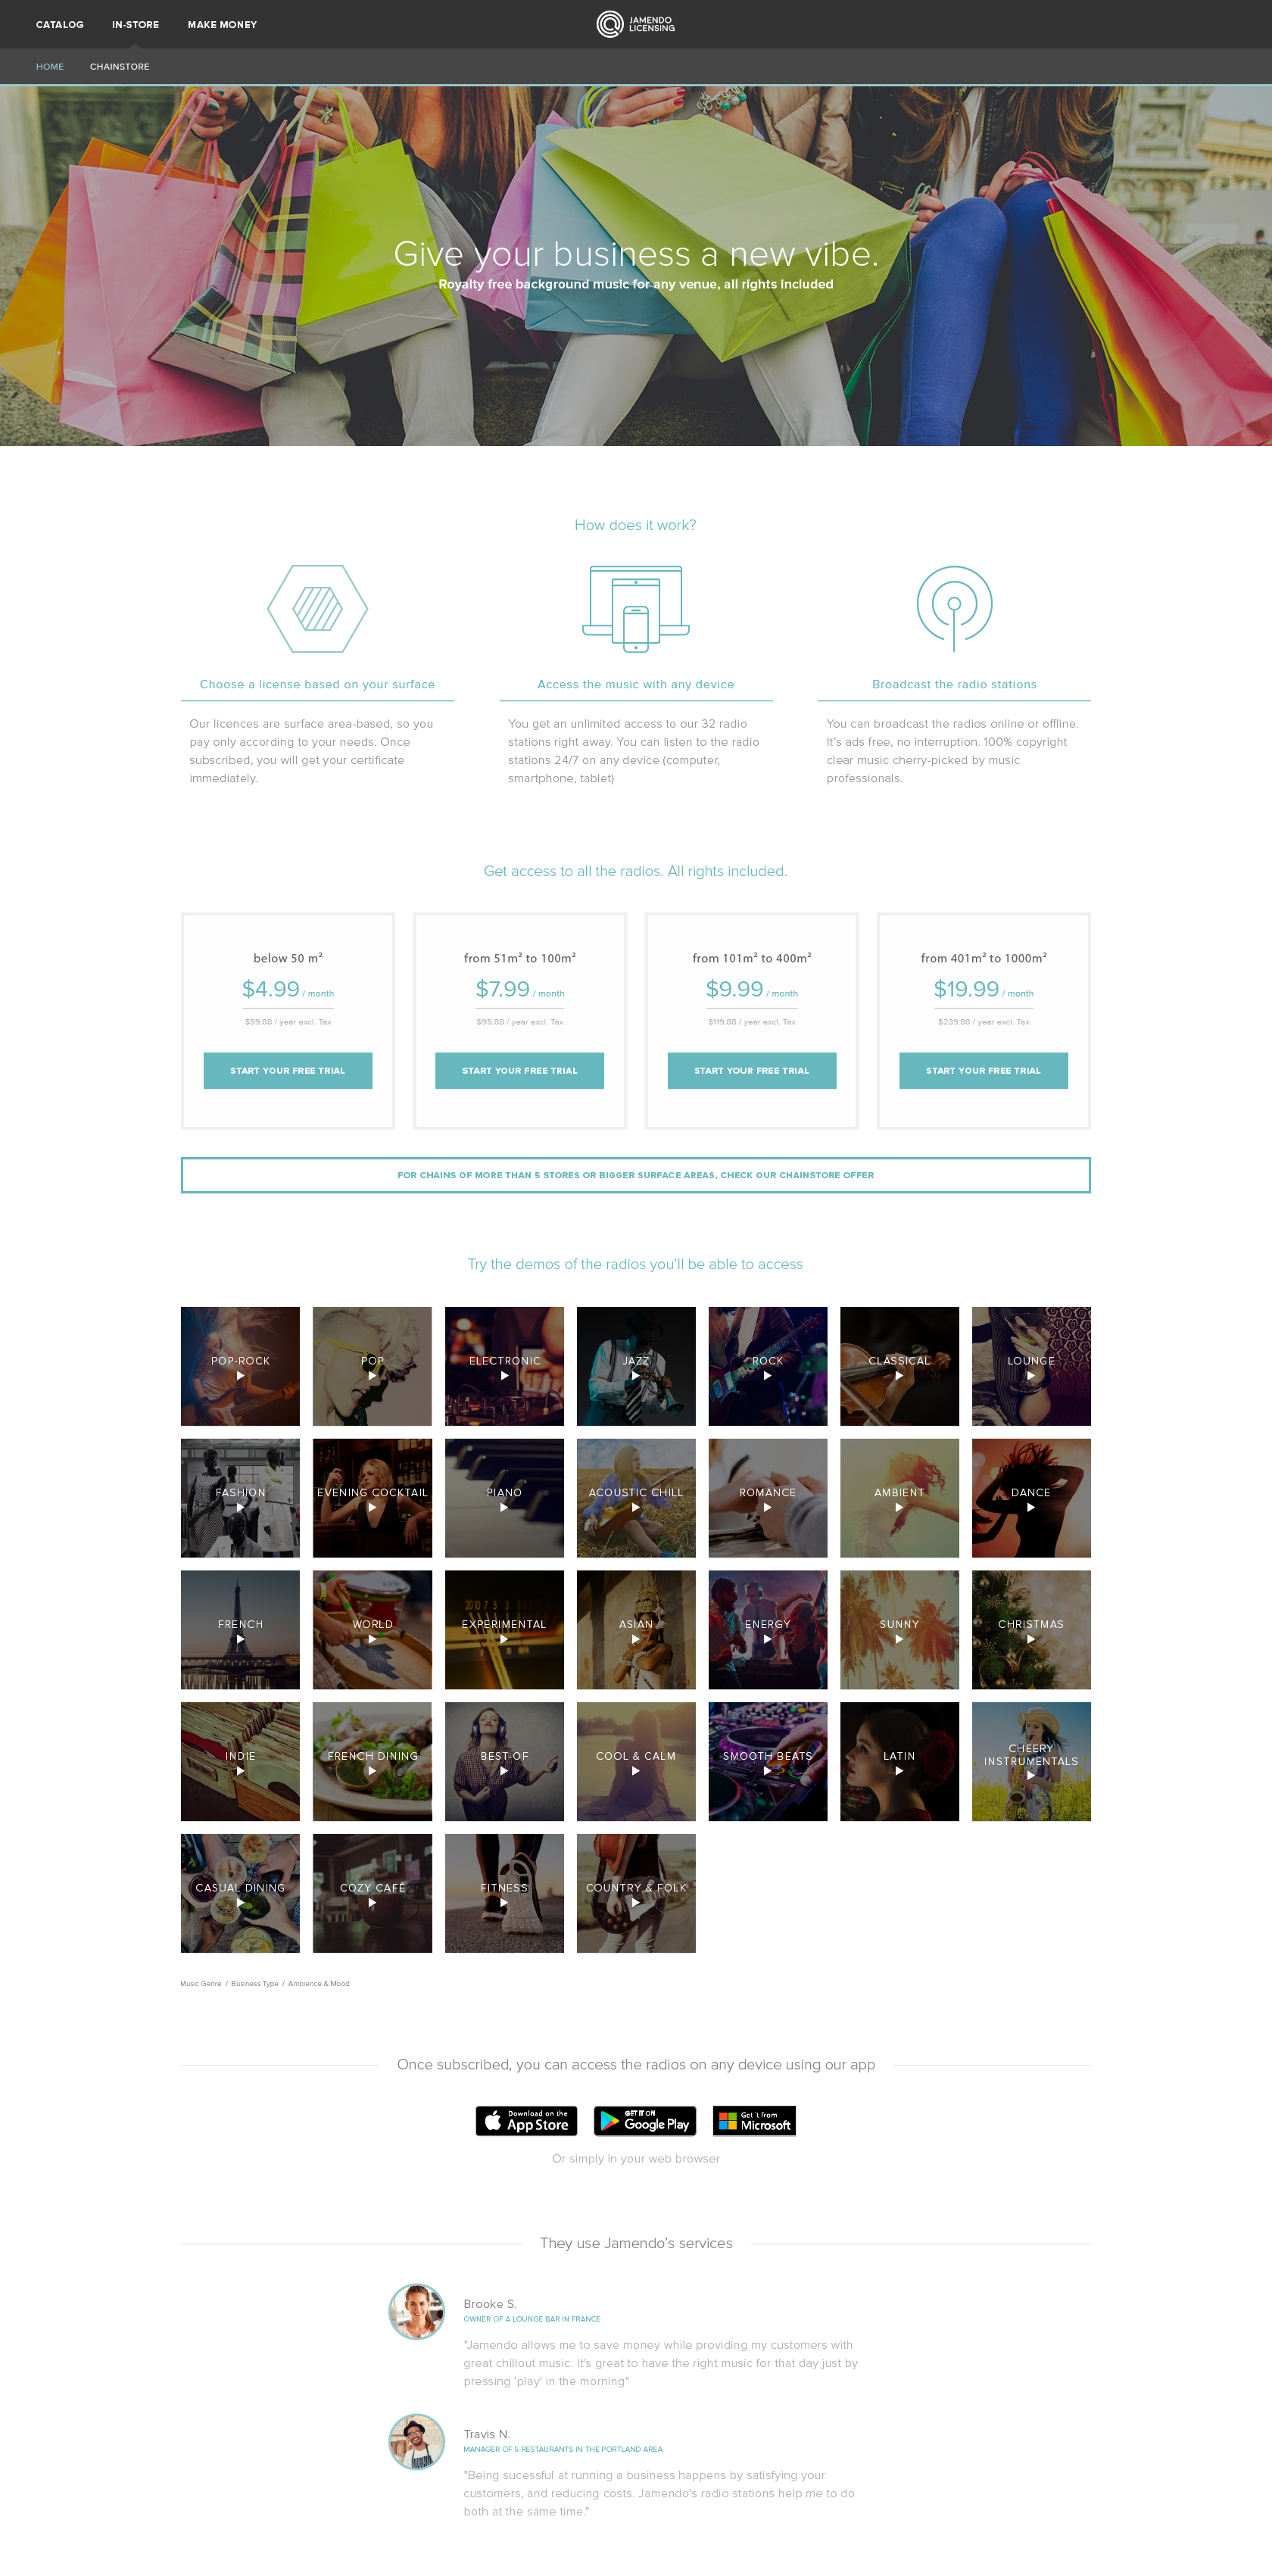 CATALOG IN-STORE MAKE MONEY
JAMENDO
LICENSING
HOME CHAINSTORE
Give your business a new vibe.
Royalty free background music for any venue, all rights included
How does it work?
Choose a license based on your surface
Our licences are surface area-based, so you
pay only according to your needs. Once
subscribed, you will get your certificate
immediately.
Access the music with any device
You get an unlimited access to our 32 radio
stations right away. You can listen to the radio
stations 24/7 on any device (computer,
smartphone, tablet)
Broadcast the radio stations
You can broadcast the radios online or offline.
It's ads free, no interruption. 100% copyright
clear music cherry-picked by music
professionals.
Get access to all the radios. All rights included.
below 50 m²
$4.99 / month
$59.88 / year excl. Tax
START YOUR FREE TRIAL
from 51m² to 100m²
$7.99 / month
$95.88 / year excl. Tax
START YOUR FREE TRIAL
from 101m² to 400m²
$9.99 / month
$119.88 / year excl. Tax
START YOUR FREE TRIAL
from 401m² to 1000m²
$19.99 / month
$239.88 / year excl. Tax
START YOUR FREE TRIAL
FOR CHAINS OF MORE THAN 5 STORES OR BIGGER SURFACE AREAS, CHECK OUR CHAINSTORE OFFER
Try the demos of the radios you'll be able to access
POP-ROCK
POP
ELECTRONIC
JAZZ
ROCK
CLASSICAL
LOUNGE
FASHION
EVENING COCKTAIL
PIANO
ACOUSTIC CHILL
ROMANCE
AMBIENT
DANCE
FRENCH
WORLD
EXPERIMENTAL
ASIAN
ENERGY
SUNNY
CHRISTMAS
INDIE
FRENCH DINING
BEST-OF
COOL & CALM
SMOOTH BEATS
LATIN
CHEERY
INSTRUMENTALS
CASUAL DINING
COZY CAFÉ
FITNESS
COUNTRY & FOLK
Music Genre / Business Type / Ambience & Mood
Once subscribed, you can access the radios on any device using our app
Download on the
App Store
GET IT ON
Google Play
Get it from
Microsoft
Or simply in your web browser
They use Jamendo's services
Brooke S.
OWNER OF A LOUNGE BAR IN FRANCE
"Jamendo allows me to save money while providing my customers with
great chillout music. It's great to have the right music for that day just by
pressing 'play' in the morning"
Travis N.
MANAGER OF 5 RESTAURANTS IN THE PORTLAND AREA
"Being sucessful at running a business happens by satisfying your
customers, and reducing costs. Jamendo's radio stations help me to do
both at the same time."